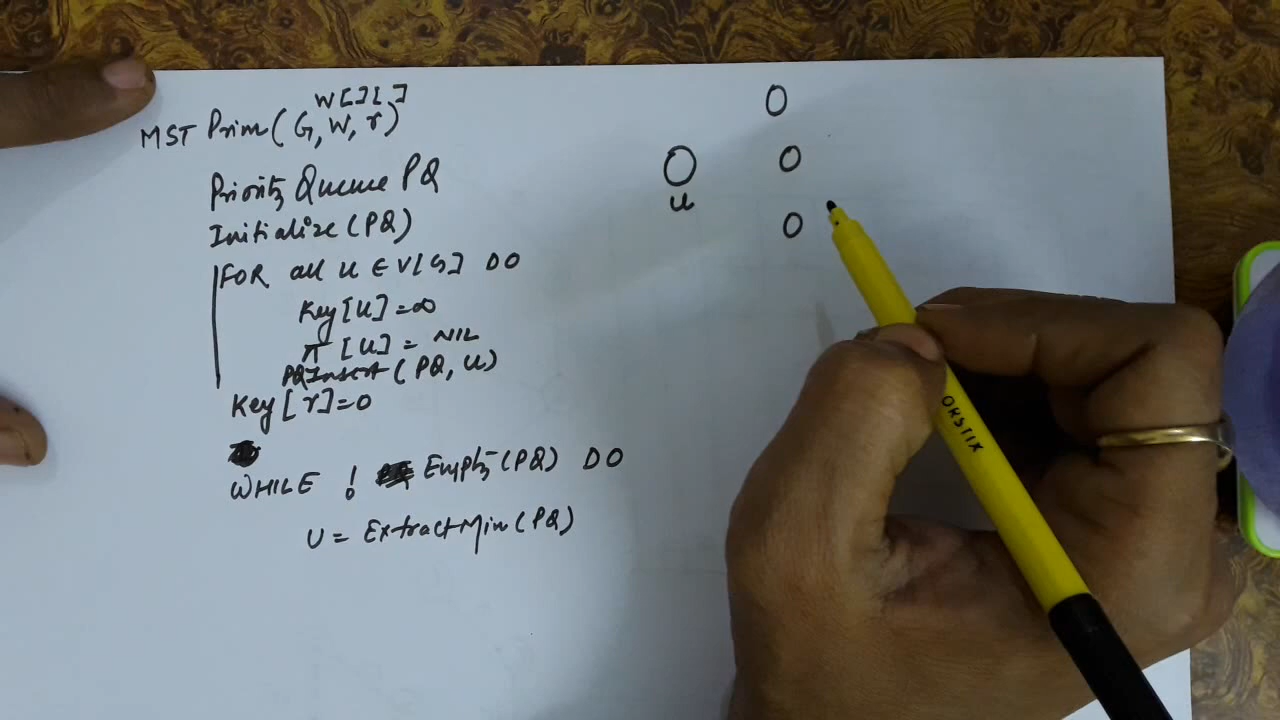 W[][]
MST Prim(G, W, r)
Priority Queue PQ
Initialize(PQ)
FOR all u ∈ V[G] DO
Key[u] = ∞
π[u] = NIL
PQInsert(PQ, u)
Key[r] = 0
WHILE ! Empty(PQ) DO
U = ExtractMin(PQ)
u
ORSTIX